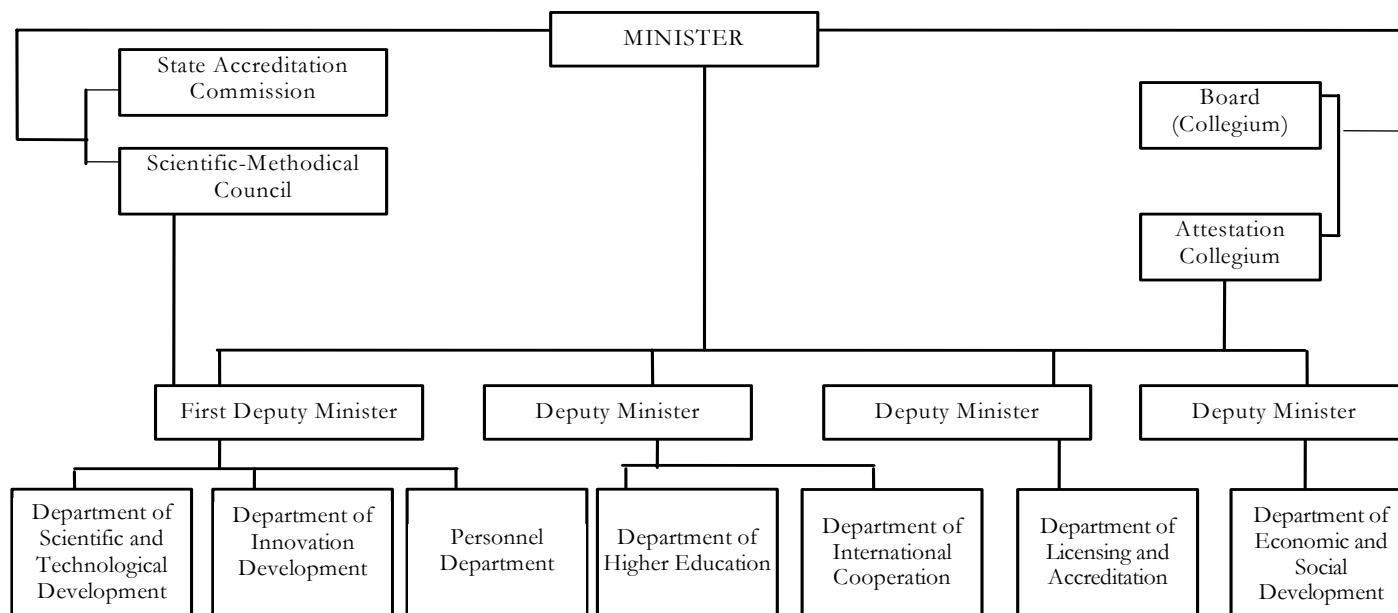 MINISTER
State Accreditation
Commission
Scientific-Methodical
Council
Board
(Collegium)
Attestation
Collegium
First Deputy Minister
Deputy Minister
Deputy Minister
Deputy Minister
Department of
Scientific and
Technological
Development
Department of
Innovation
Development
Personnel
Department
Department of
Higher Education
Department of
International
Cooperation
Department of
Licensing and
Accreditation
Department of
Economic and
Social
Development